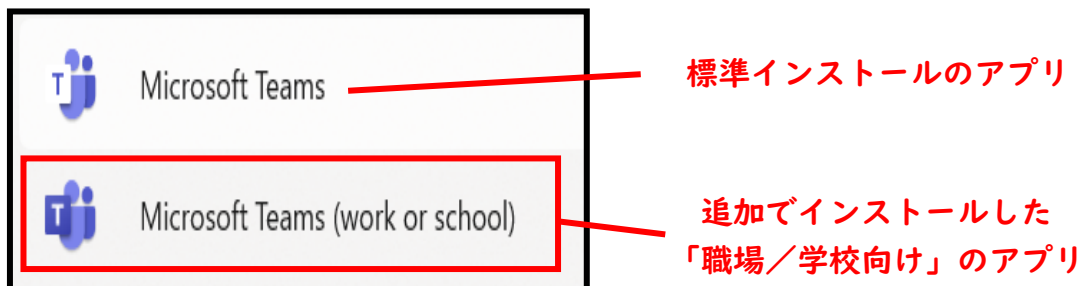 Microsoft Teams
標準インストールのアプリ
Microsoft Teams (work or school)
追加でインストールした
「職場／学校向け」のアプリ
T
T